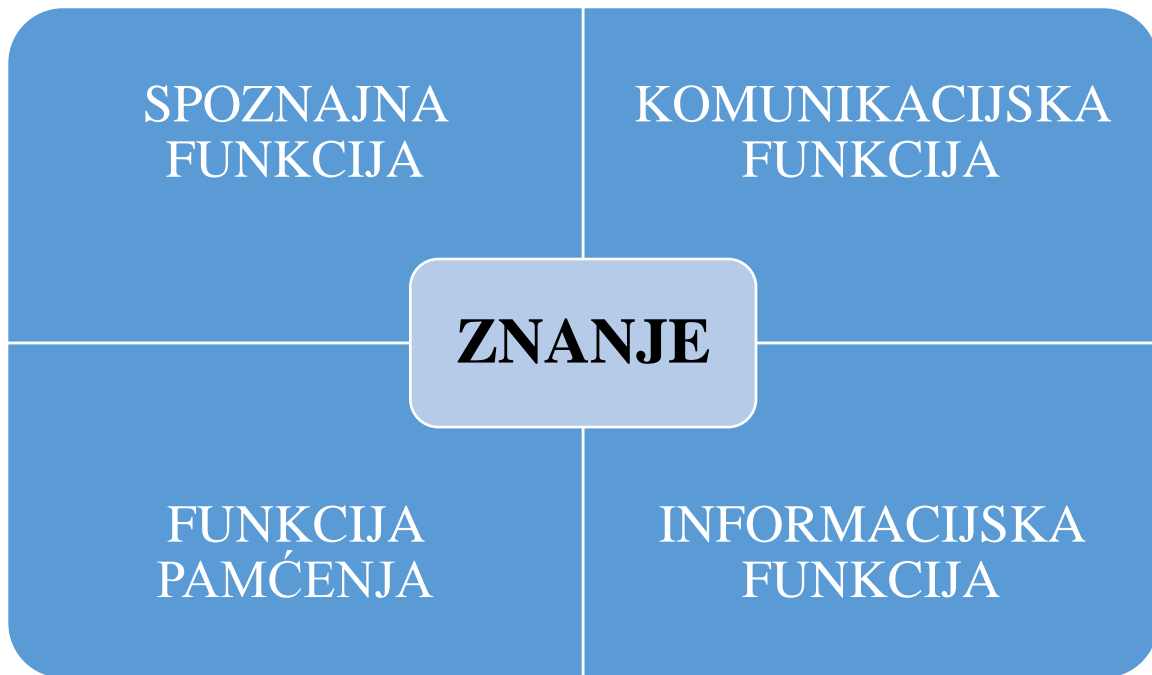 SPOZNAJNA
FUNKCIJA
KOMUNIKACIJSKA
FUNKCIJA
ZNANJE
FUNKCIJA
PAMĆENJA
INFORMACIJSKA
FUNKCIJA